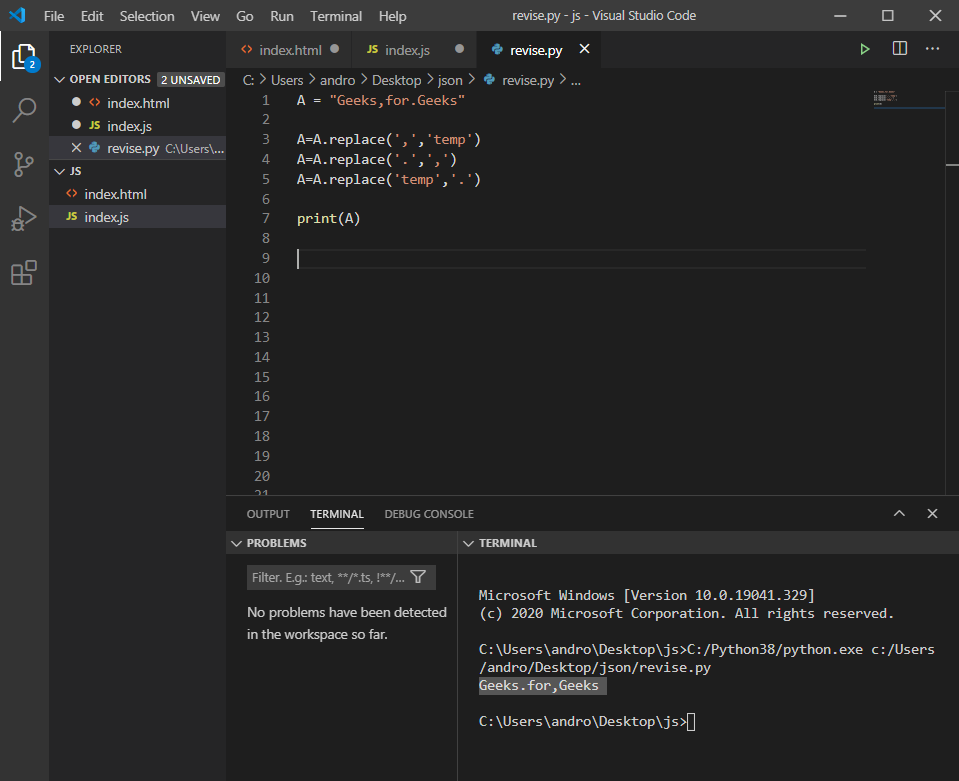 File Edit Selection View Go Run Terminal Help revise.py - js - Visual Studio Code
2
EXPLORER
OPEN EDITORS 2 UNSAVED
index.html
JS index.js
revise.py C:\Users\...
JS
index.html
JS index.js
index.html JS index.js revise.py
C: > Users > andro > Desktop > json > revise.py > ...
1 A = "Geeks,for.Geeks"
2
3 A=A.replace(',','temp')
4 A=A.replace('.',',')
5 A=A.replace('temp','.')
6
7 print(A)
8
9
10
11
12
13
14
15
16
17
18
19
20
21
OUTPUT TERMINAL DEBUG CONSOLE
PROBLEMS
Filter. E.g.: text, **/*.ts, !**/...
No problems have been detected
in the workspace so far.
TERMINAL
Microsoft Windows [Version 10.0.19041.329]
(c) 2020 Microsoft Corporation. All rights reserved.
C:\Users\andro\Desktop\js>C:/Python38/python.exe c:/Users
/andro/Desktop/json/revise.py
Geeks.for,Geeks
C:\Users\andro\Desktop\js>